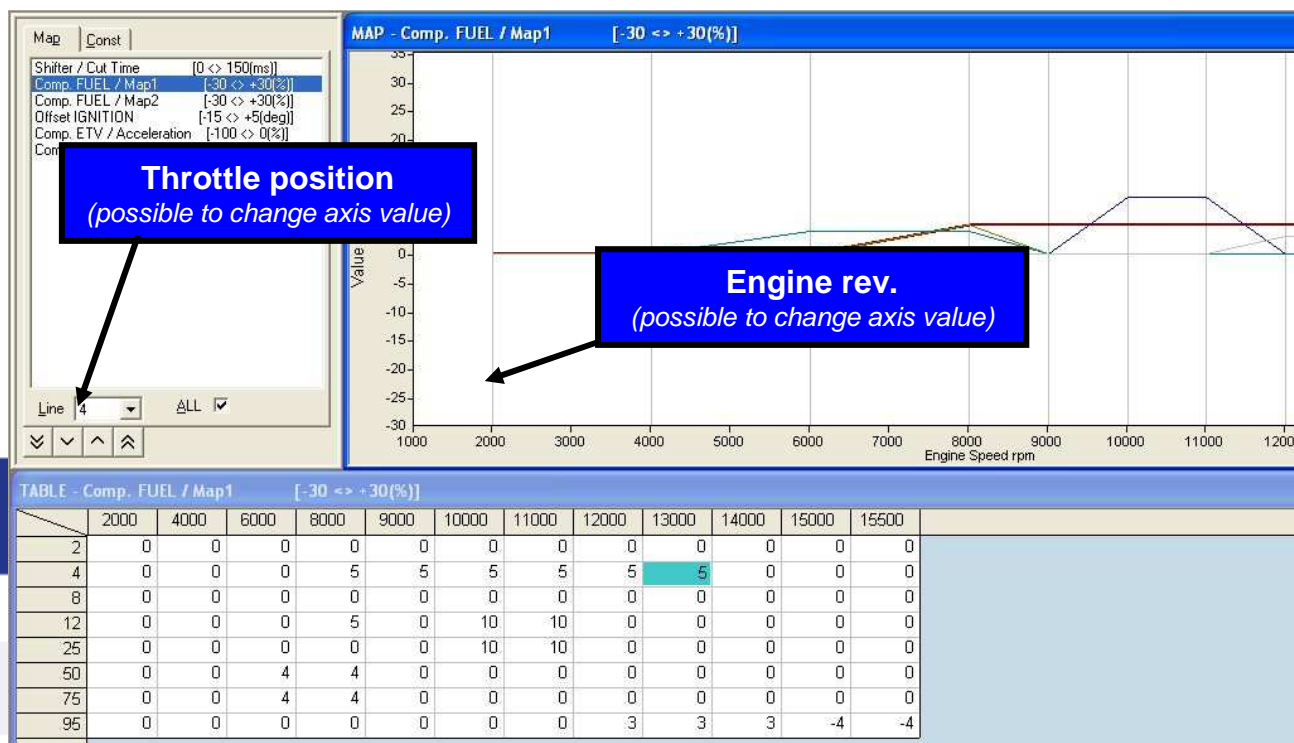 Map Const
Shifter / Cut Time [0 <> 150(ms)]
Comp. FUEL / Map1 [-30 <> +30(%)]
Comp. FUEL / Map2 [-30 <> +30(%)]
Offset IGNITION [-15 <> +5(deg)]
Comp. ETV / Acceleration [-100 <> 0(%)]
Throttle position
(possible to change axis value)
Line 4 ALL
MAP - Comp. FUEL / Map1 [-30 <> +30(%)]
35
30
25
20
Value
0
-5
-10
-15
-20
-25
-30
Engine rev.
(possible to change axis value)
1000 2000 3000 4000 5000 6000 7000 8000 9000 10000 11000
Engine Speed rpm
TABLE - Comp. FUEL / Map1 [-30 <> +30(%)]
2000 4000 6000 8000 9000 10000 11000 12000 13000 14000 15000 15500
2 0 0 0 0 0 0 0 0 0 0 0 0
4 0 0 0 5 5 5 5 5 5 0 0 0
8 0 0 0 0 0 0 0 0 0 0 0 0
12 0 0 0 5 0 10 10 0 0 0 0 0
25 0 0 0 0 0 10 10 0 0 0 0 0
50 0 0 4 4 0 0 0 0 0 0 0 0
75 0 0 4 4 0 0 0 0 0 0 0 0
95 0 0 0 0 0 0 0 3 3 3 -4 -4